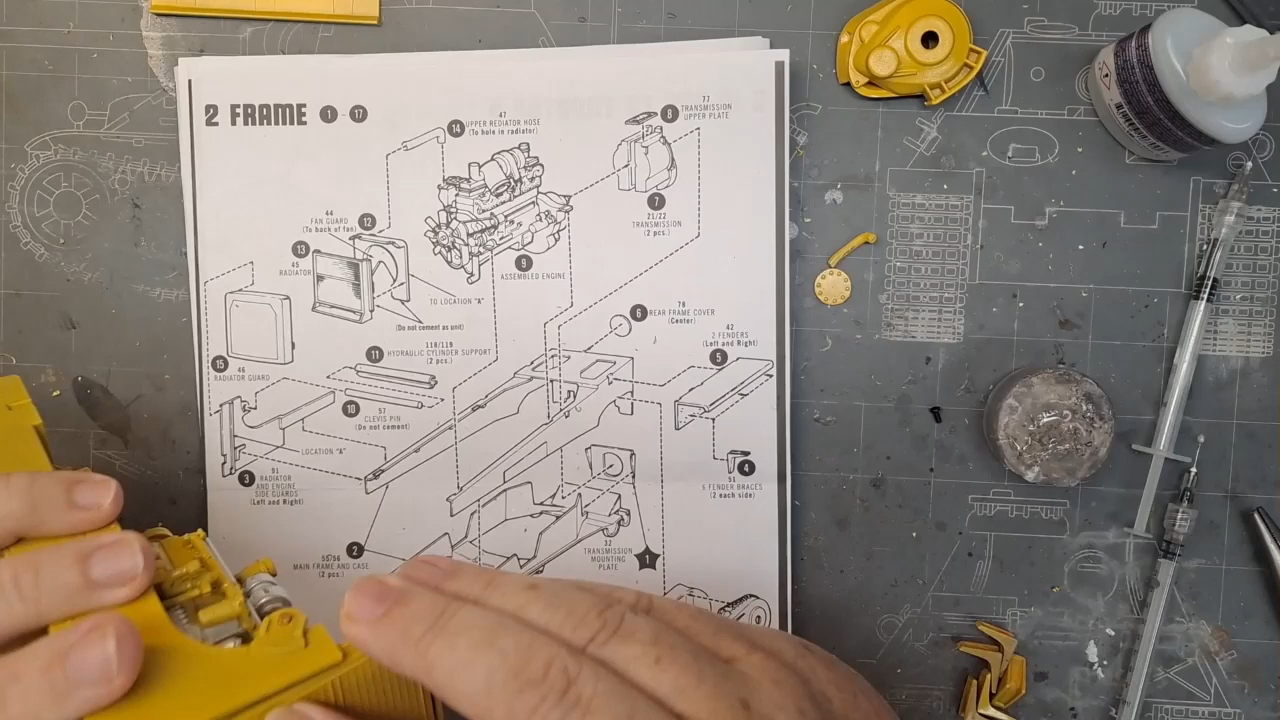 2 FRAME 1 - 17
47
UPPER REDIATOR HOSE
(To hole in radiator)
14
8
77
TRANSMISSION
UPPER PLATE
44
FAN GUARD
(To back of fan)
12
13
45
RADIATOR
7
21/22
TRANSMISSION
(2 pcs.)
9
ASSEMBLED ENGINE
TO LOCATION "A"
(Do not cement as unit)
6
78
REAR FRAME COVER
(Center)
42
2 FENDERS
(Left and Right)
5
11
118/119
HYDRAULIC CYLINDER SUPPORT
(2 pcs.)
15
46
RADIATOR GUARD
10
57
CLEVIS PIN
(Do not cement)
LOCATION "A"
3
91
RADIATOR
AND ENGINE
SIDE GUARDS
(Left and Right)
4
51
FENDER BRACES
(2 each side)
2
55/56
MAIN FRAME AND CASE
(2 pcs.)
32
TRANSMISSION
MOUNTING
PLATE
1